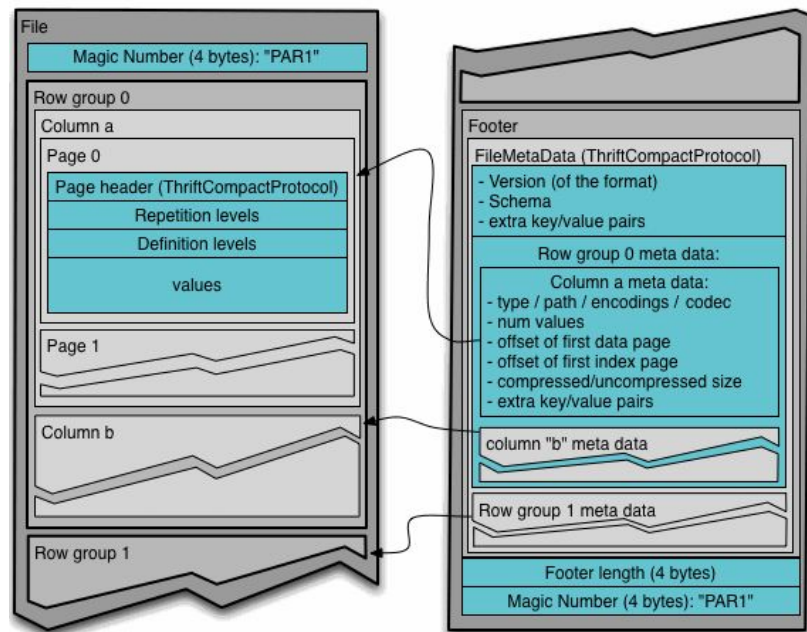 File
Magic Number (4 bytes): "PAR1"
Row group 0
Column a
Page 0
Page header (ThriftCompactProtocol)
Repetition levels
Definition levels
values
Page 1
Column b
Row group 1
Footer
FileMetaData (ThriftCompactProtocol)
- Version (of the format)
- Schema
- extra key/value pairs
Row group 0 meta data:
Column a meta data:
- type / path / encodings / codec
- num values
- offset of first data page
- offset of first index page
- compressed/uncompressed size
- extra key/value pairs
column "b" meta data
Row group 1 meta data
Footer length (4 bytes)
Magic Number (4 bytes): "PAR1"